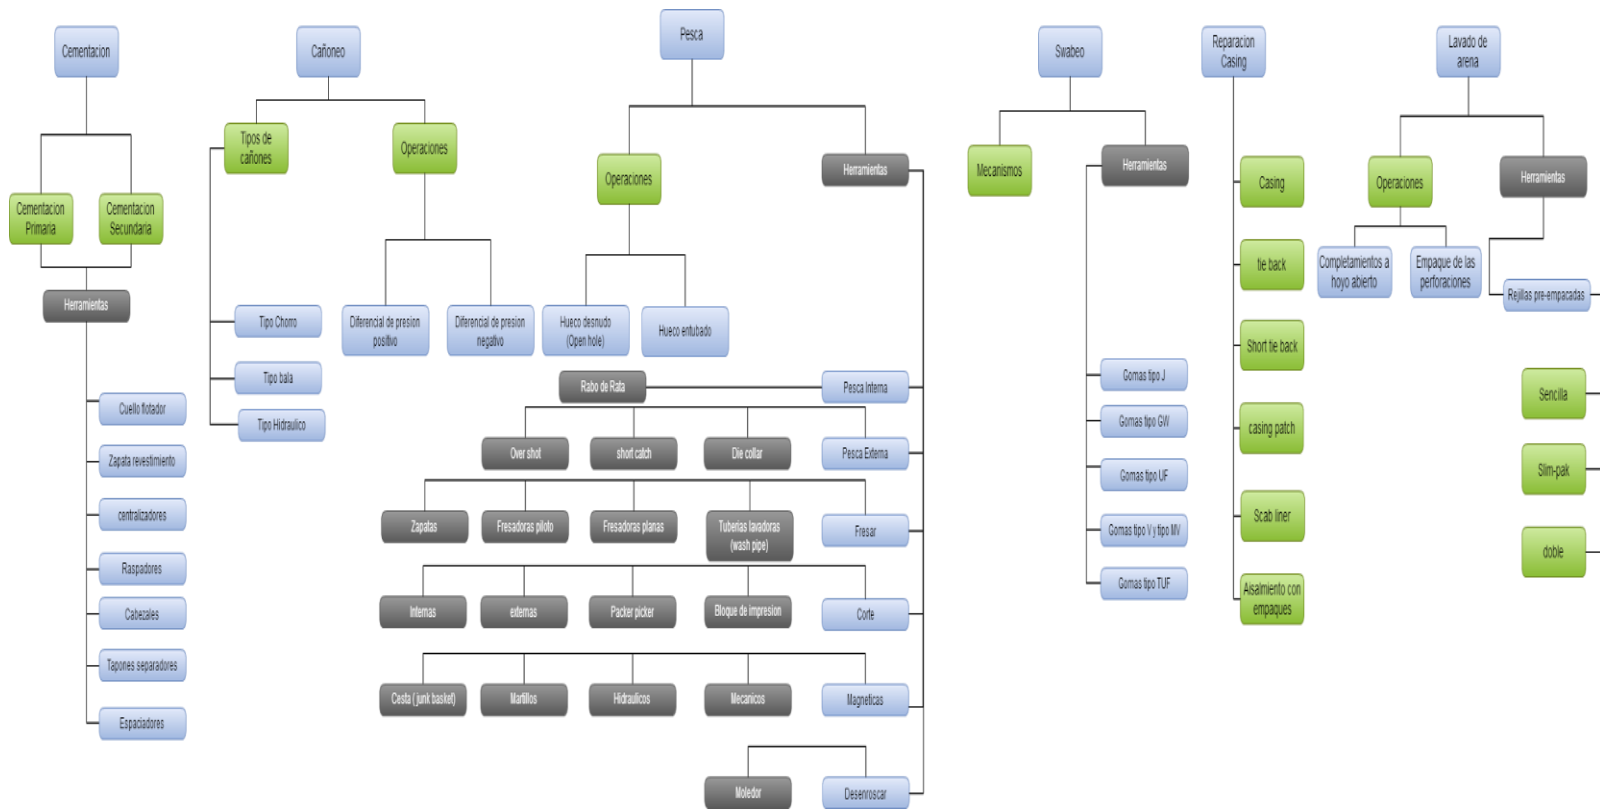 Cementacion
Cementacion
Primaria
Cementacion
Secundaria
Herramientas
Cuello flotador
Zapata revestimiento
centralizadores
Raspadores
Cabezales
Tapones separadores
Espaciadores
Cañoneo
Tipos de
cañones
Operaciones
Tipo Chorro
Tipo bala
Tipo Hidraulico
Diferencial de presion
positivo
Diferencial de presion
negativo
Pesca
Operaciones
Herramientas
Hueco desnudo
(Open hole)
Hueco entubado
Rabo de Rata
Pesca Interna
Over shot
short catch
Die collar
Pesca Externa
Zapatas
Fresadoras piloto
Fresadoras planas
Tuberias lavadoras
(wash pipe)
Fresar
Internas
externas
Packer picker
Bloque de impresion
Corte
Cesta ( junk basket)
Martillos
Hidraulicos
Mecanicos
Magneticas
Moledor
Desenroscar
Swabeo
Mecanismos
Herramientas
Gomas tipo J
Gomas tipo GW
Gomas tipo UF
Gomas tipo V y tipo MV
Gomas tipo TUF
Reparacion
Casing
Casing
tie back
Short tie back
casing patch
Scab liner
Aisalmiento con
empaques
Lavado de
arena
Operaciones
Herramientas
Completamientos a
hoyo abierto
Empaque de las
perforaciones
Rejillas pre-empacadas
Sencilla
Slim-pak
doble